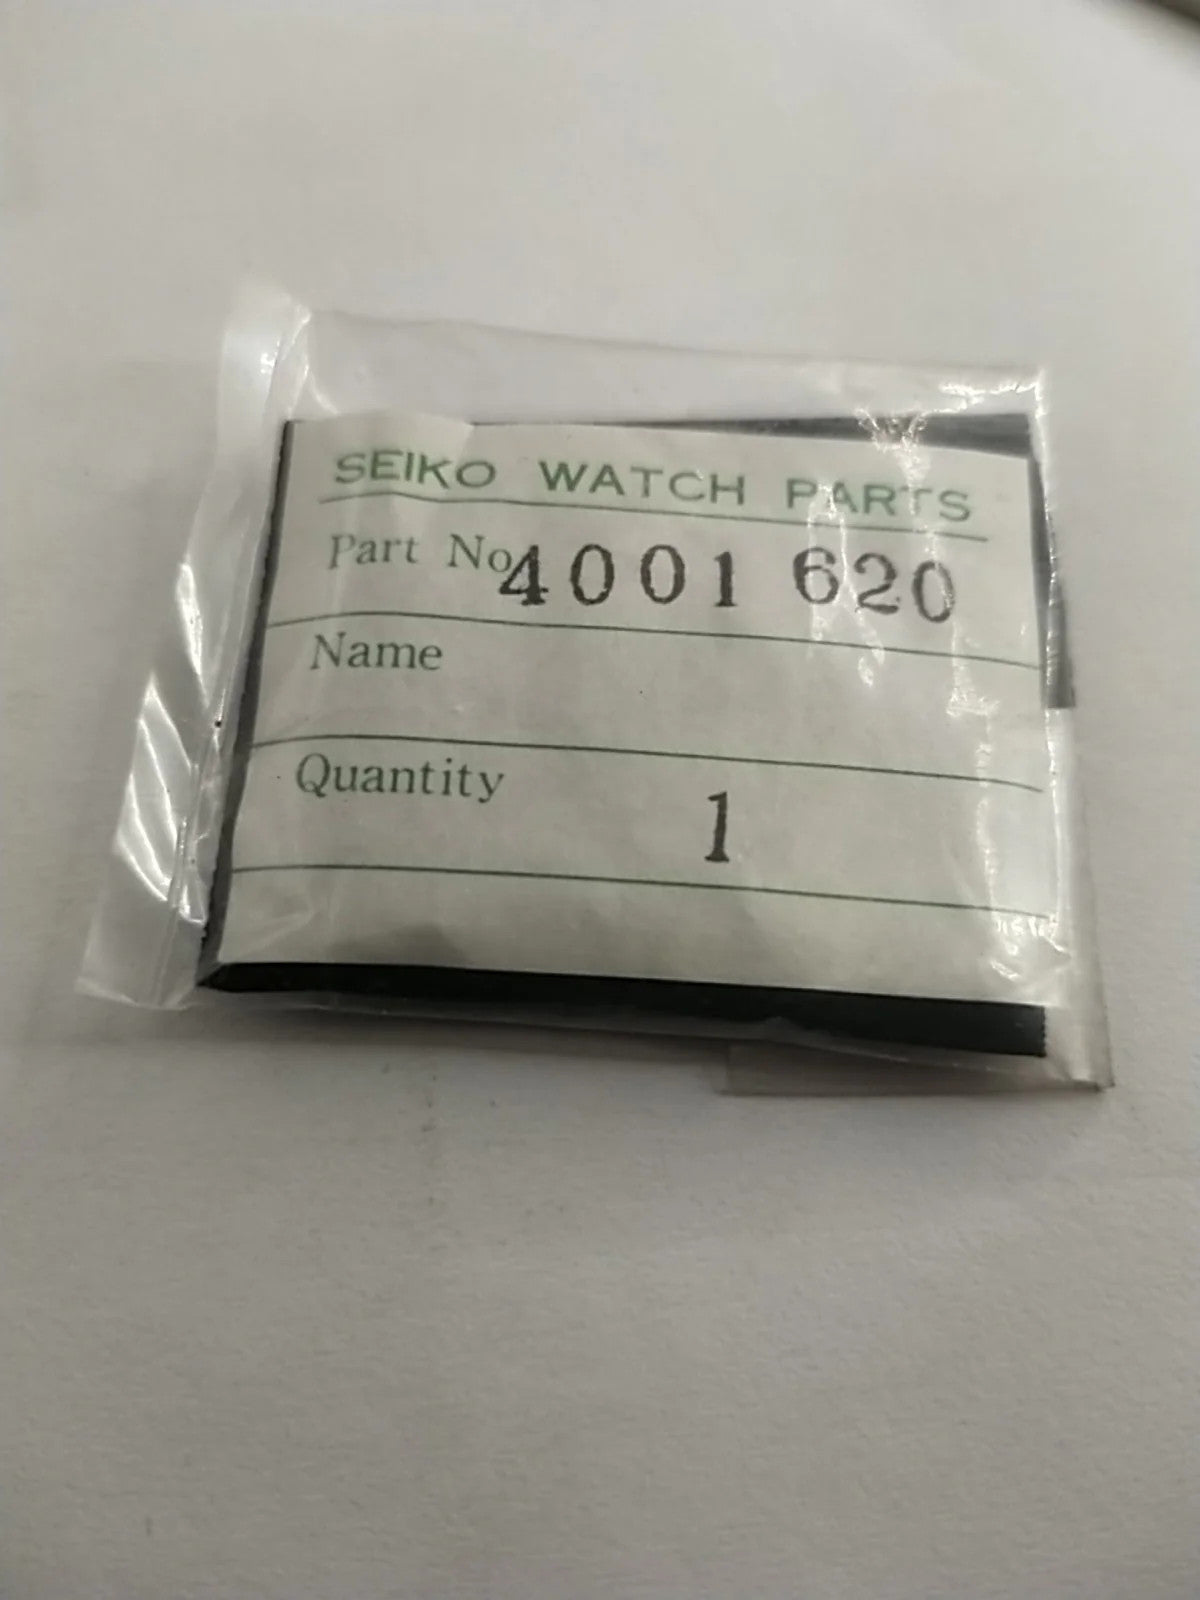 SEIKO WATCH PARTS
Part No. 4001 620
Name
Quantity 1